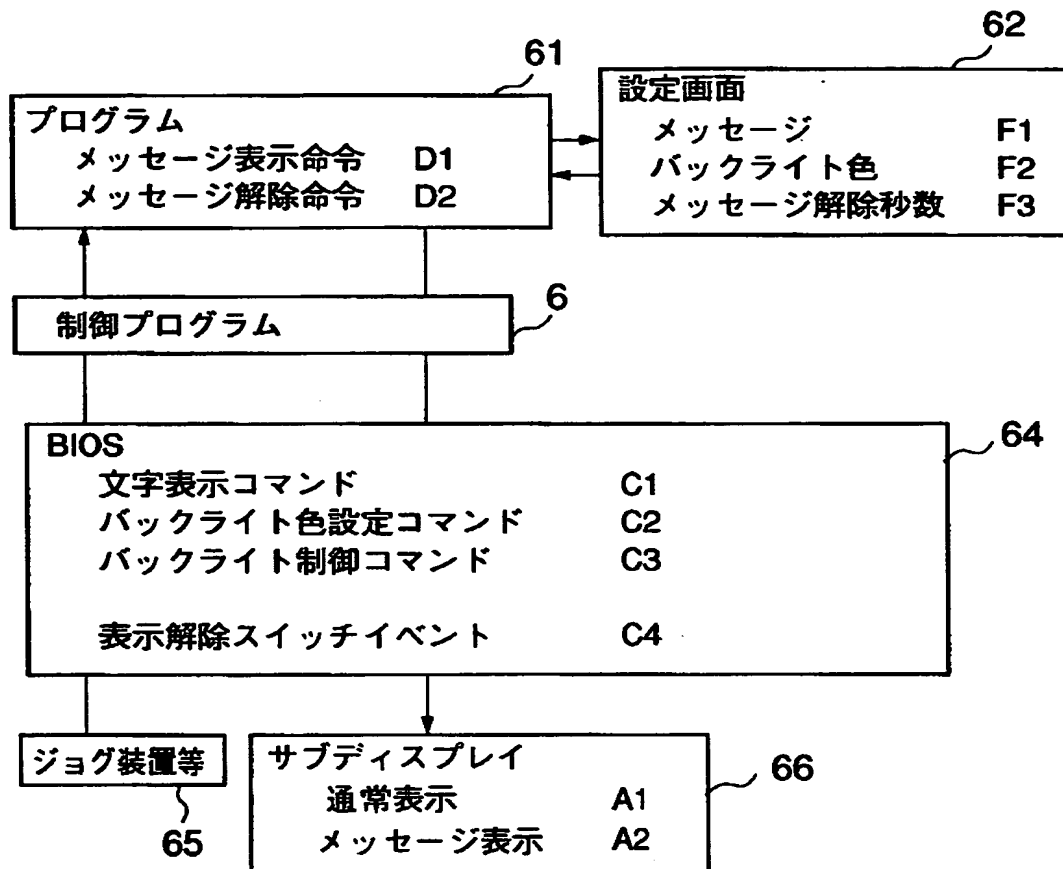 61
プログラム
メッセージ表示命令 D1
メッセージ解除命令 D2
62
設定画面
メッセージ F1
バックライト色 F2
メッセージ解除秒数 F3
6
制御プログラム
64
BIOS
文字表示コマンド C1
バックライト色設定コマンド C2
バックライト制御コマンド C3
表示解除スイッチイベント C4
ジョグ装置等
65
66
サブディスプレイ
通常表示 A1
メッセージ表示 A2